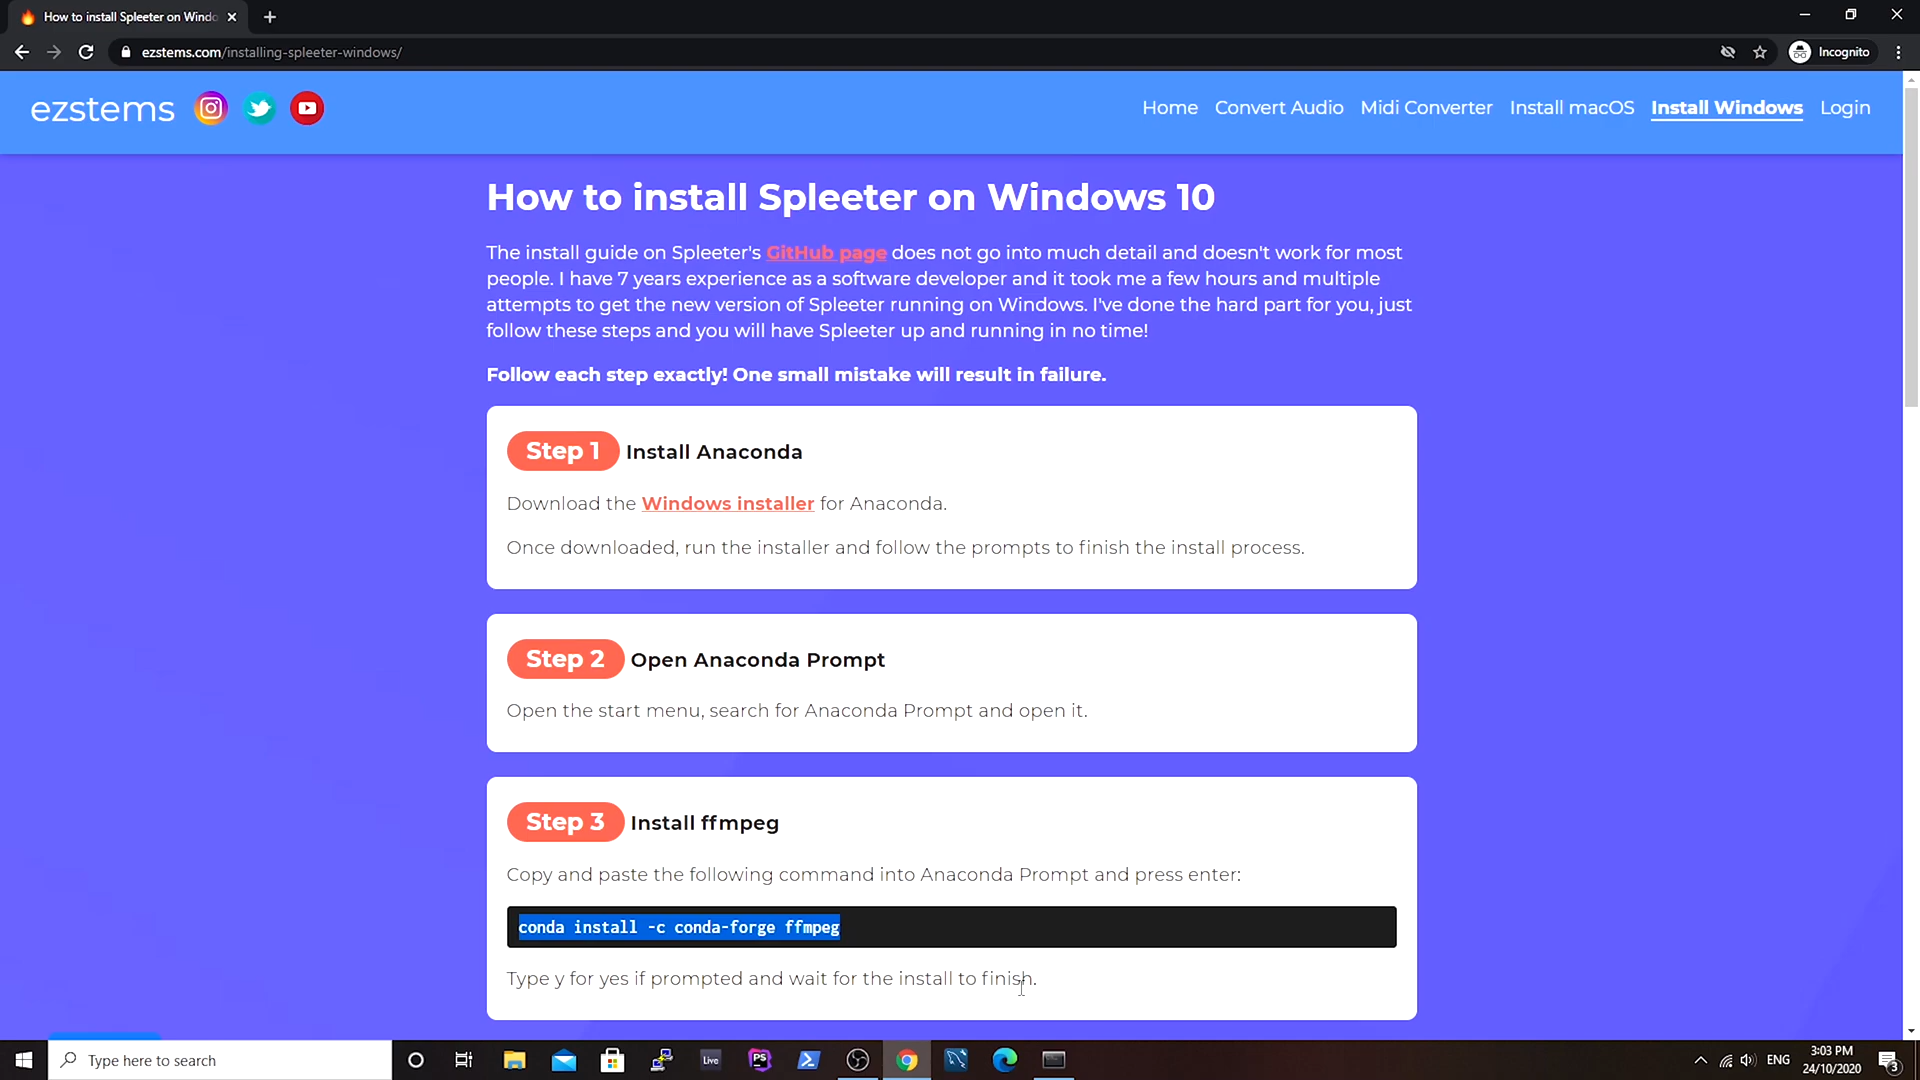 How to install Spleeter on Windo
ezstems.com/installing-spleeter-windows/
Incognito
ezstems
Home Convert Audio Midi Converter Install macOS Install Windows Login
How to install Spleeter on Windows 10
The install guide on Spleeter's GitHub page does not go into much detail and doesn't work for most
people. I have 7 years experience as a software developer and it took me a few hours and multiple
attempts to get the new version of Spleeter running on Windows. I've done the hard part for you, just
follow these steps and you will have Spleeter up and running in no time!
Follow each step exactly! One small mistake will result in failure.
Step 1 Install Anaconda
Download the Windows installer for Anaconda.
Once downloaded, run the installer and follow the prompts to finish the install process.
Step 2 Open Anaconda Prompt
Open the start menu, search for Anaconda Prompt and open it.
Step 3 Install ffmpeg
Copy and paste the following command into Anaconda Prompt and press enter:
conda install -c conda-forge ffmpeg
Type y for yes if prompted and wait for the install to finish.
Type here to search
Live
PS
ENG
3:03 PM
24/10/2020
3